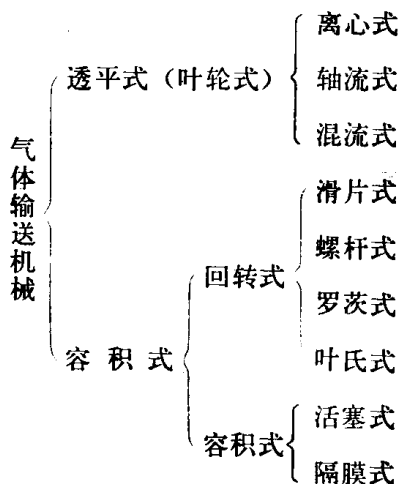 离心式
透平式（叶轮式）
轴流式
混流式
气体输送机械
滑片式
回转式
螺杆式
罗茨式
容积式
叶氏式
容积式
活塞式
隔膜式